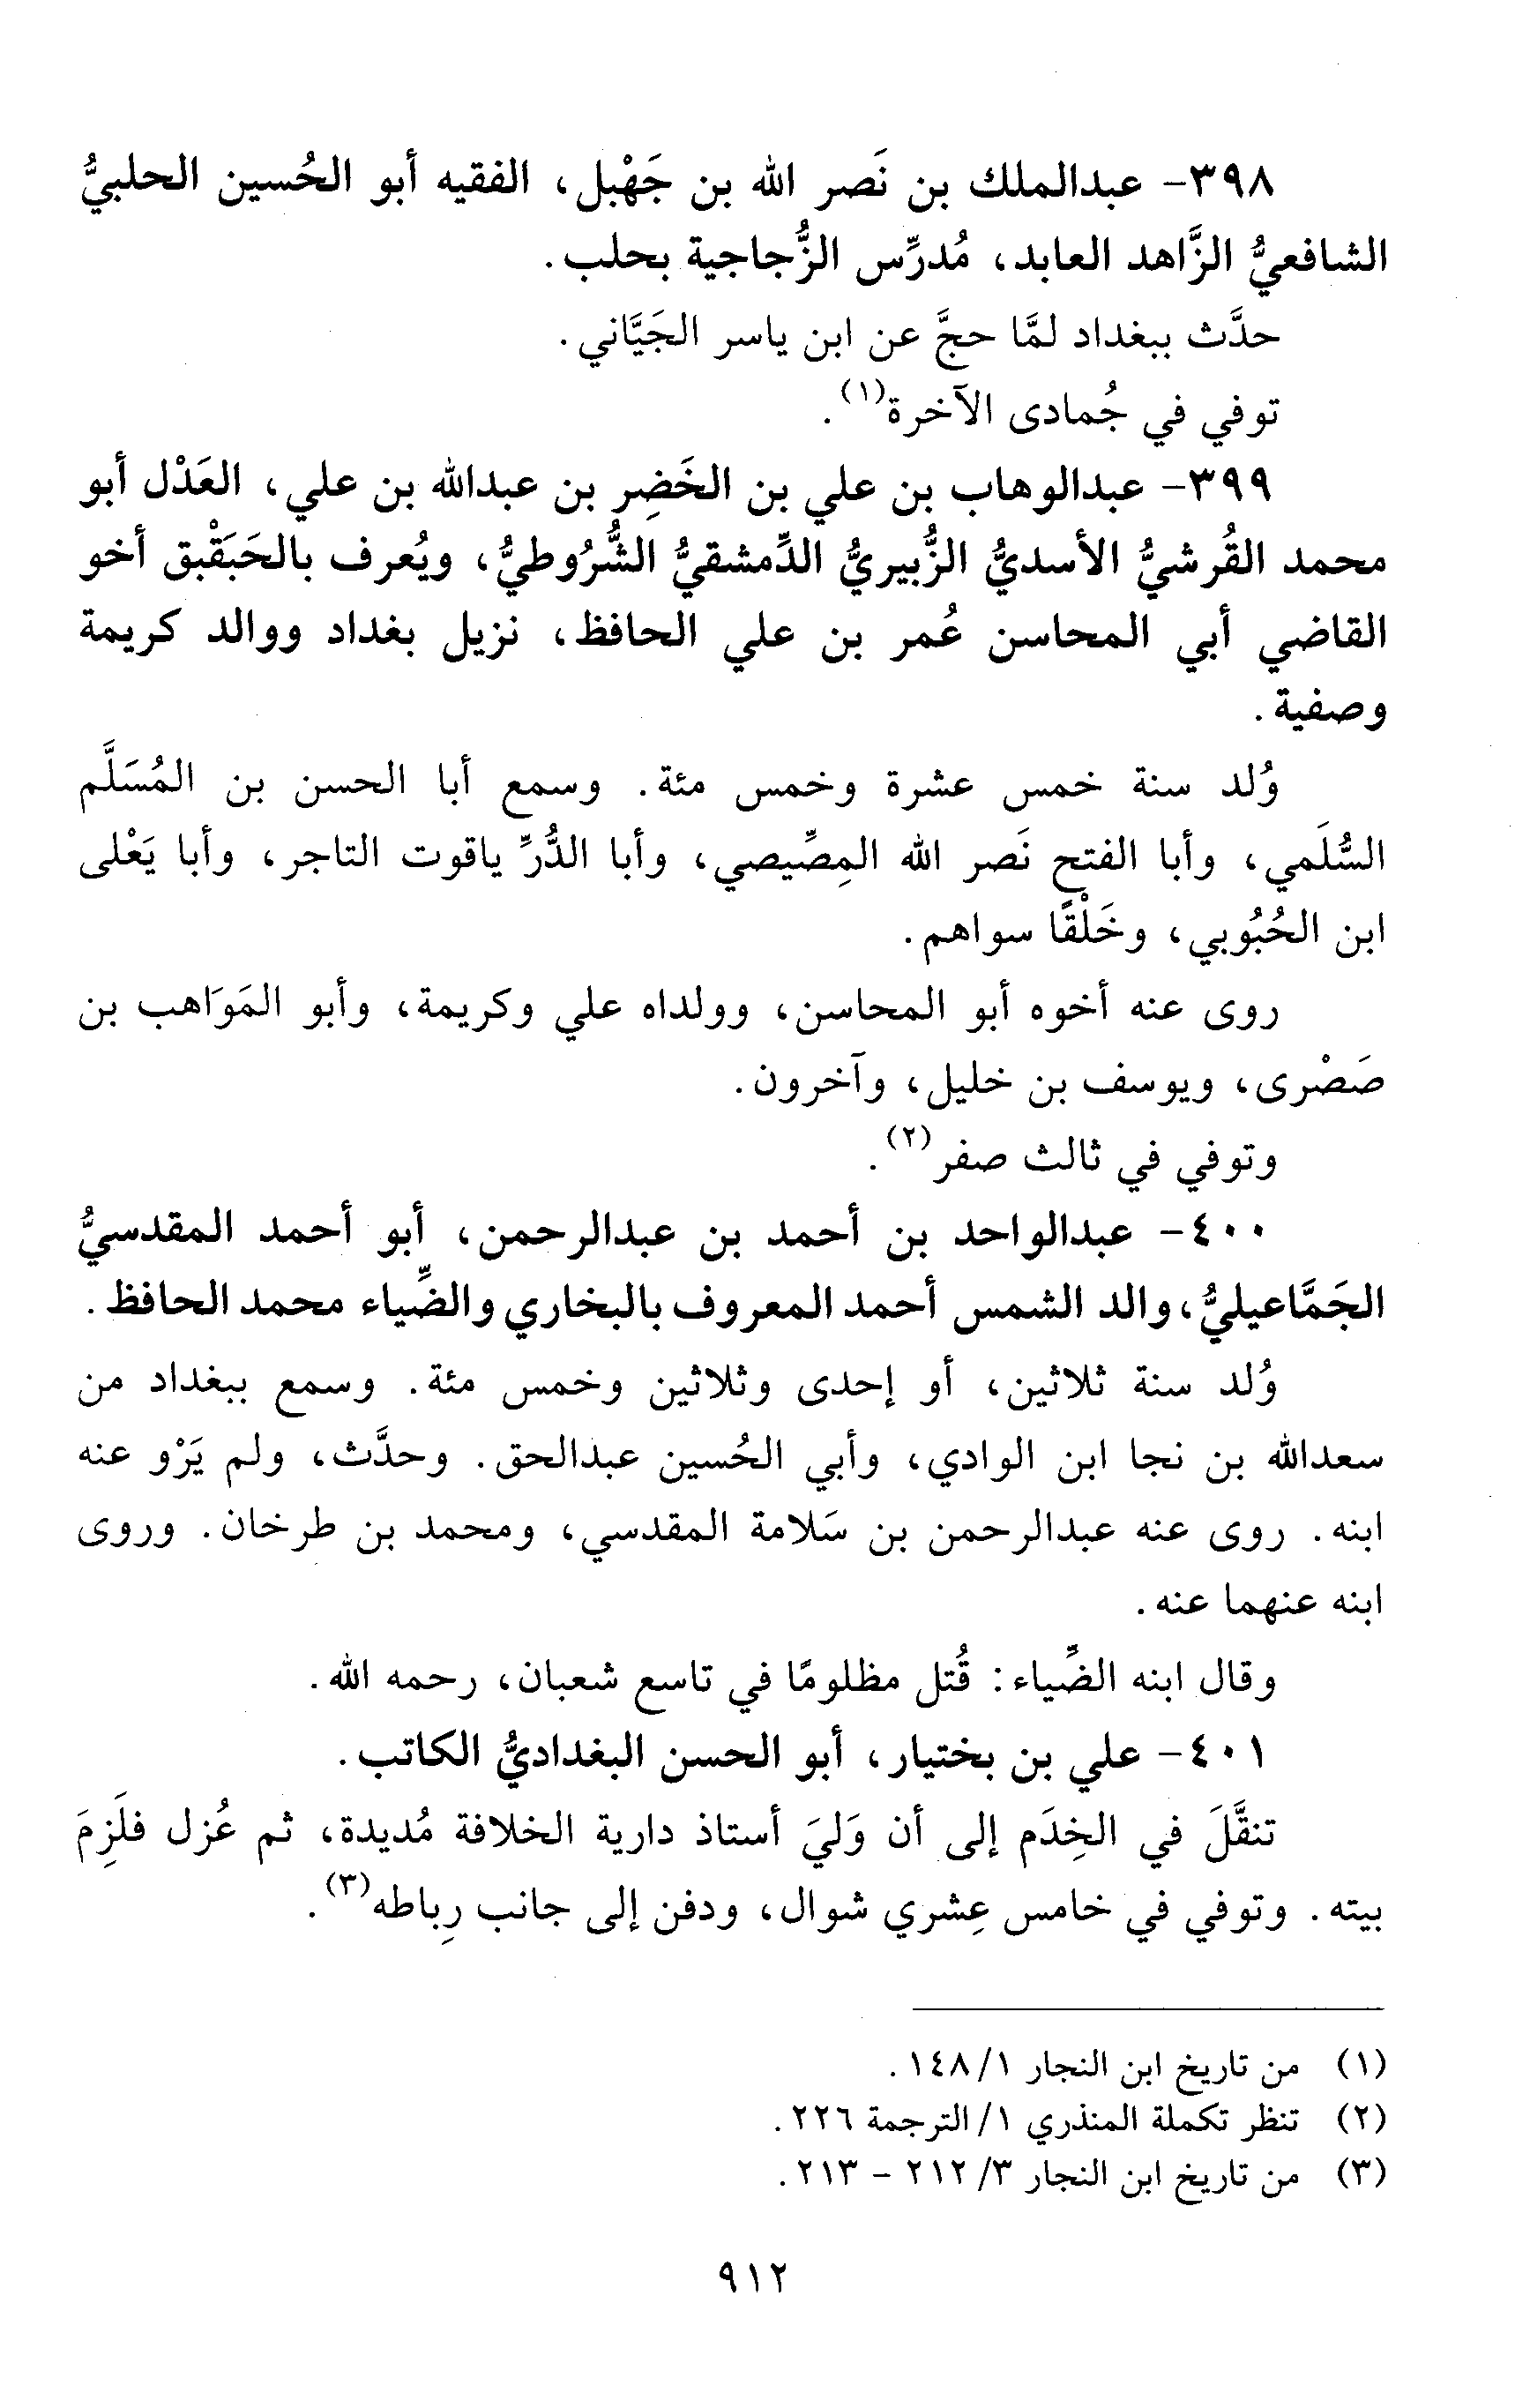 ٣٩٨- عبدالملك بن نَصر الله بن جَهْبل، الفقيه أبو الحُسين الحلبيُّ
الشافعيُّ الزَّاهد العابد، مُدرِّس الزُّجاجية بحلب.
حدَّث ببغداد لمَّا حجَّ عن ابن ياسر الجَيَّاني.
توفي في جُمادى الآخرة(١).
٣٩٩- عبدالوهاب بن علي بن الخَضِر بن عبدالله بن علي، العَدْل أبو
محمد القُرشيُّ الأسديُّ الزُّبيريُّ الدِّمشقيُّ الشُّرُوطيُّ، ويُعرف بالحَبَقْبق أخو
القاضي أبي المحاسن عُمر بن علي الحافظ، نزيل بغداد ووالد كريمة
وصفية.
وُلد سنة خمس عشرة وخمس مئة. وسمع أبا الحسن بن المُسَلَّم
السُّلَمي، وأبا الفتح نَصر الله المِصِّيصي، وأبا الدُّرِّ ياقوت التاجر، وأبا يَعْلى
ابن الحُبُوبي، وخَلْقًا سواهم.
روى عنه أخوه أبو المحاسن، وولداه علي وكريمة، وأبو المَوَاهب بن
صَصْرى، ويوسف بن خليل، وآخرون.
وتوفي في ثالث صفر(٢).
٤٠٠- عبدالواحد بن أحمد بن عبدالرحمن، أبو أحمد المقدسيُّ
الجَمَّاعيليُّ، والد الشمس أحمد المعروف بالبخاري والضِّياء محمد الحافظ.
وُلد سنة ثلاثين، أو إحدى وثلاثين وخمس مئة. وسمع ببغداد من
سعدالله بن نجا ابن الوادي، وأبي الحُسين عبدالحق. وحدَّث، ولم يَرْو عنه
ابنه. روى عنه عبدالرحمن بن سَلامة المقدسي، ومحمد بن طرخان. وروى
ابنه عنهما عنه.
وقال ابنه الضِّياء: قُتل مظلومًا في تاسع شعبان، رحمه الله.
٤٠١- علي بن بختيار، أبو الحسن البغداديُّ الكاتب.
تنقَّلَ في الخِدَم إلى أن وَليَ أستاذ دارية الخلافة مُديدة، ثم عُزل فلَزِمَ
بيته. وتوفي في خامس عِشري شوال، ودفن إلى جانب رِباطه(٣).
(١) من تاريخ ابن النجار ١/ ١٤٨.
(٢) تنظر تكملة المنذري ١/ الترجمة ٢٢٦.
(٣) من تاريخ ابن النجار ٣/ ٢١٢ - ٢١٣.
٩١٢